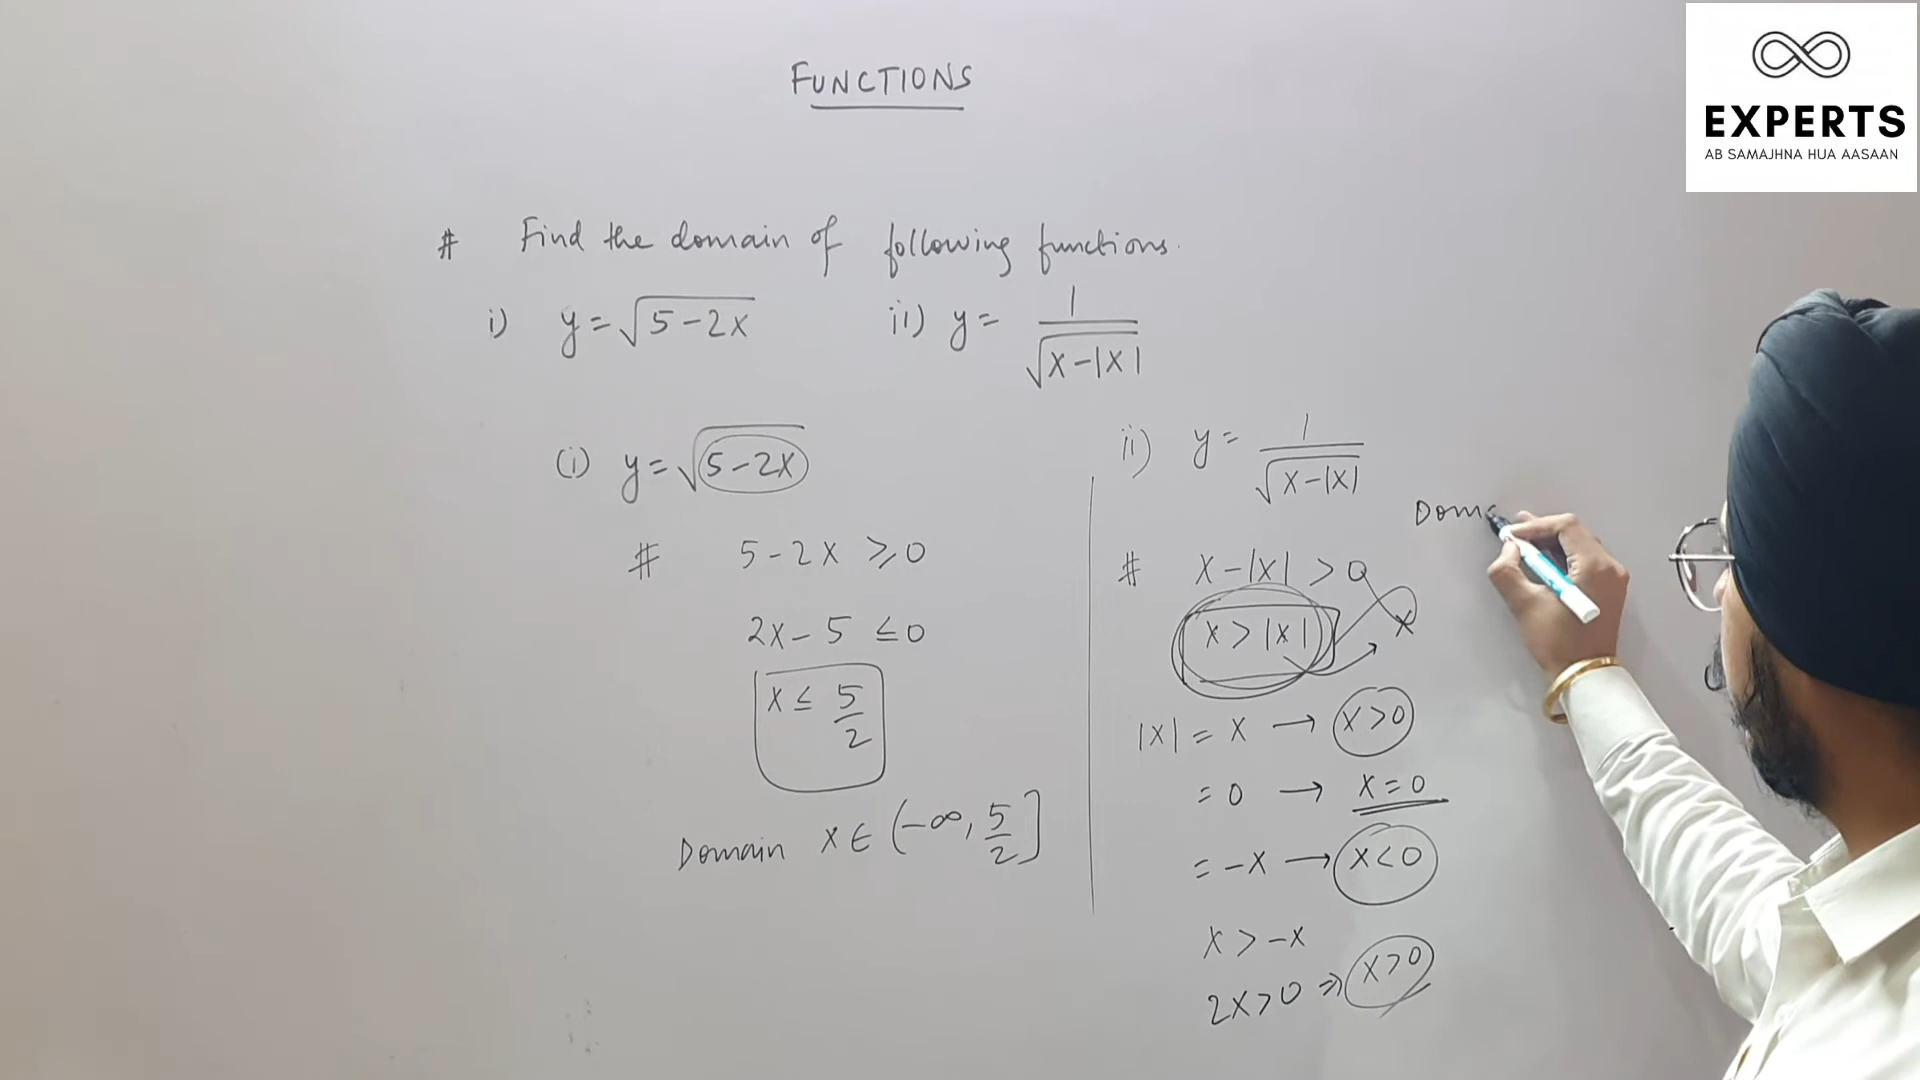 EXPERTS
AB SAMAJHNA HUA AASAAN
FUNCTIONS
# Find the domain of following functions.
i) y = √(5-2x) ii) y = 1/√(x-|x|)
(i) y = √(5-2x)
# 5-2x ⩾ 0
2x-5 ≤ 0
x ≤ 5/2
Domain x ∈ (-∞, 5/2]
ii) y = 1/√(x-|x|)
# x-|x| > 0
x > |x| x
|x| = x → x>0
= 0 → x=0
= -x → x<0
x > -x
2x>0 ⇒ x>0
Doma